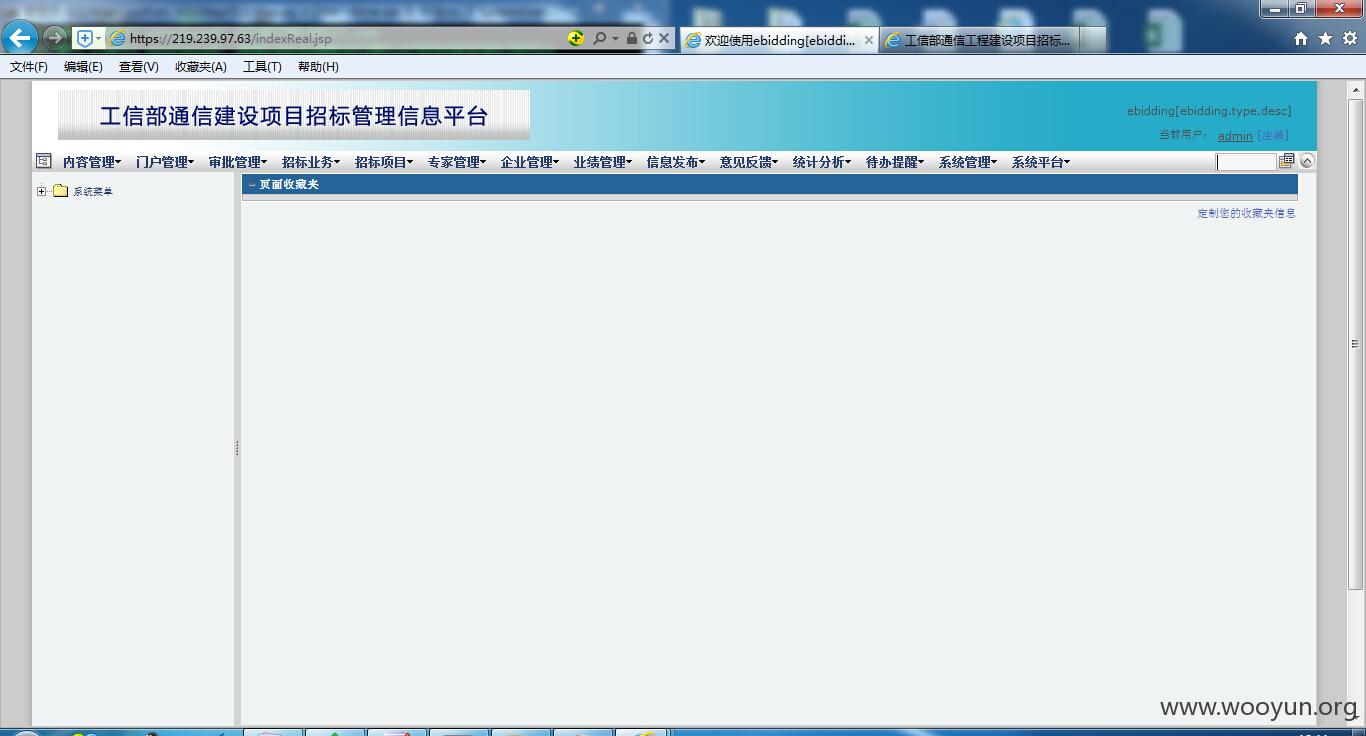 https://219.239.97.63/indexReal.jsp
欢迎使用ebidding[ebiddi...
工信部通信工程建设项目招标...
文件(F) 编辑(E) 查看(V) 收藏夹(A) 工具(T) 帮助(H)
工信部通信建设项目招标管理信息平台
ebidding[ebidding.type.desc]
当前用户： admin [注销]
内容管理 门户管理 审批管理 招标业务 招标项目 专家管理 企业管理 业绩管理 信息发布 意见反馈 统计分析 待办提醒 系统管理 系统平台
系统菜单
页面收藏夹
定制您的收藏夹信息
www.wooyun.org